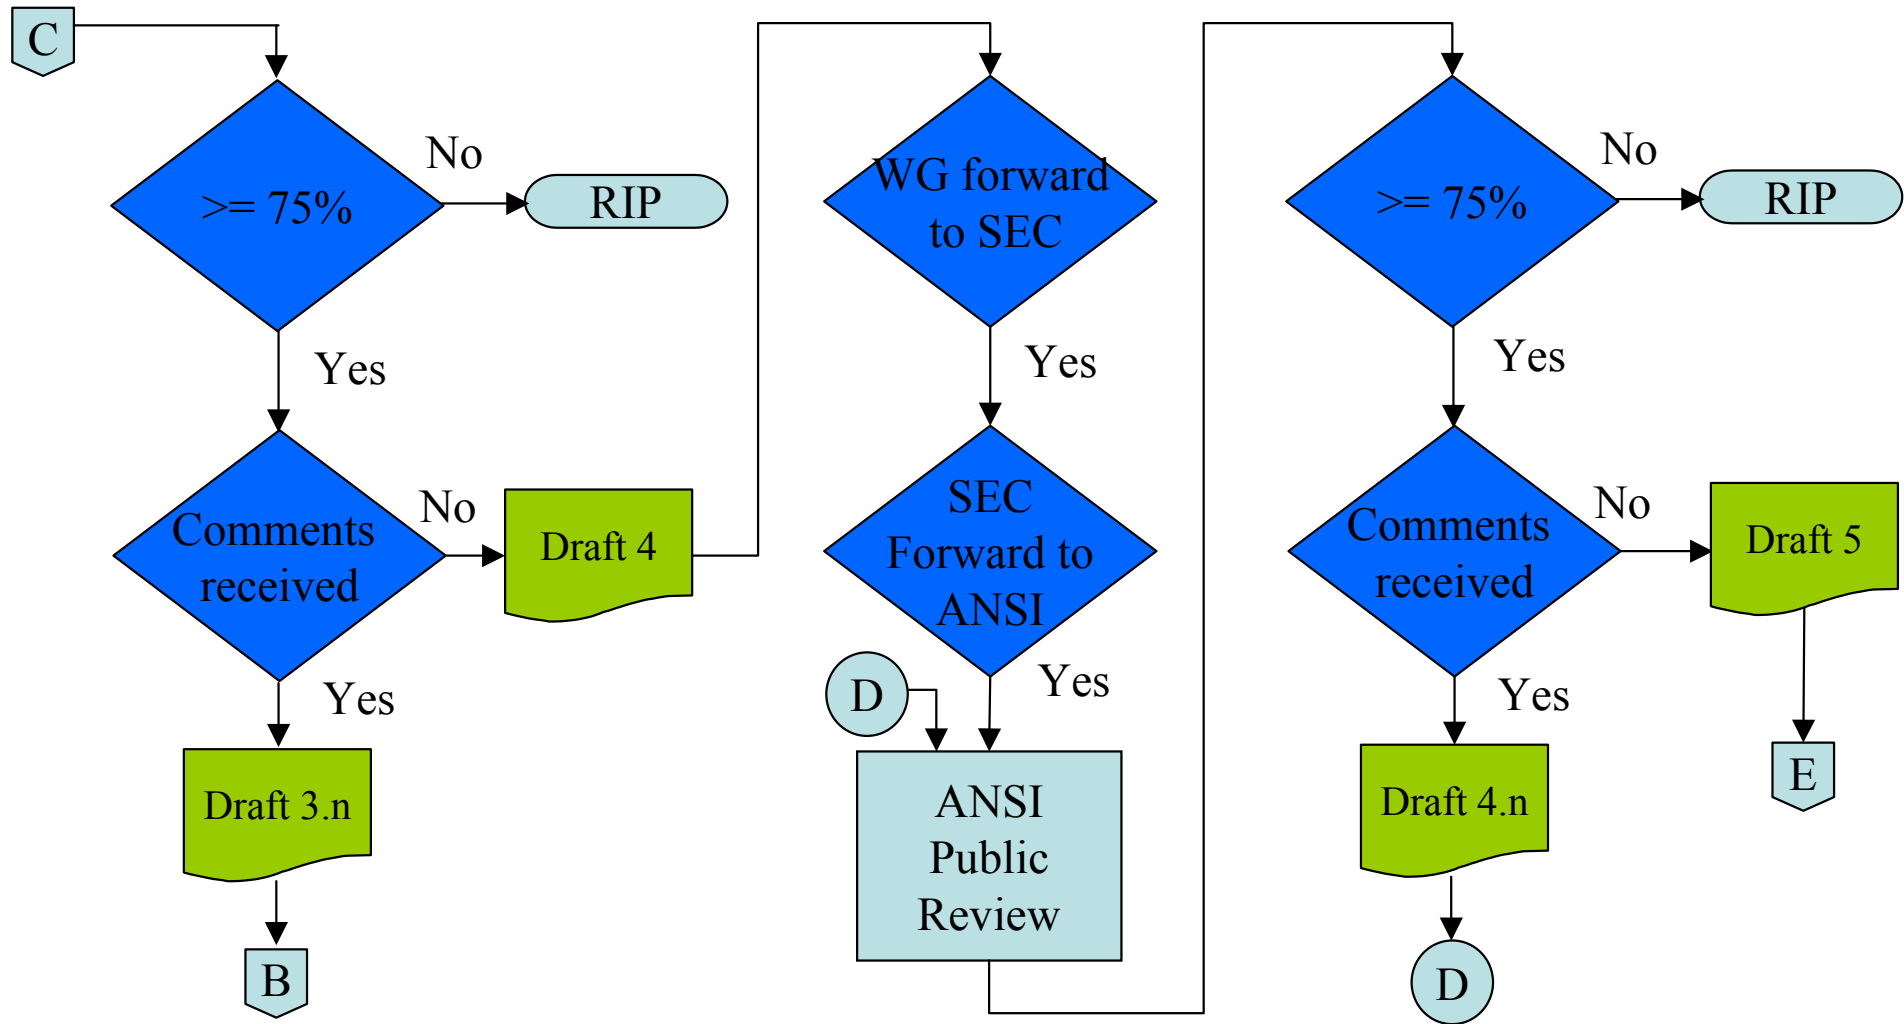 C
>= 75%
No
RIP
Yes
Comments
received
No
Draft 4
Yes
Draft 3.n
B
WG forward
to SEC
Yes
SEC
Forward to
ANSI
Yes
D
ANSI
Public
Review
>= 75%
No
RIP
Yes
Comments
received
No
Draft 5
E
Yes
Draft 4.n
D